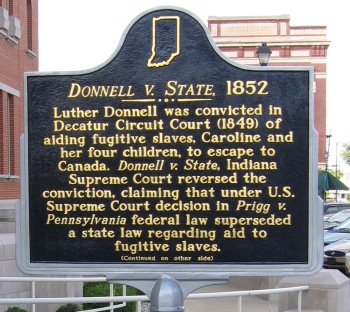 DONNELL V. STATE, 1852
Luther Donnell was convicted in
Decatur Circuit Court (1849) of
aiding fugitive slaves, Caroline and
her four children, to escape to
Canada. Donnell v. State, Indiana
Supreme Court reversed the
conviction, claiming that under U.S.
Supreme Court decision in Prigg v.
Pennsylvania federal law superseded
a state law regarding aid to
fugitive slaves.
(Continued on other side)